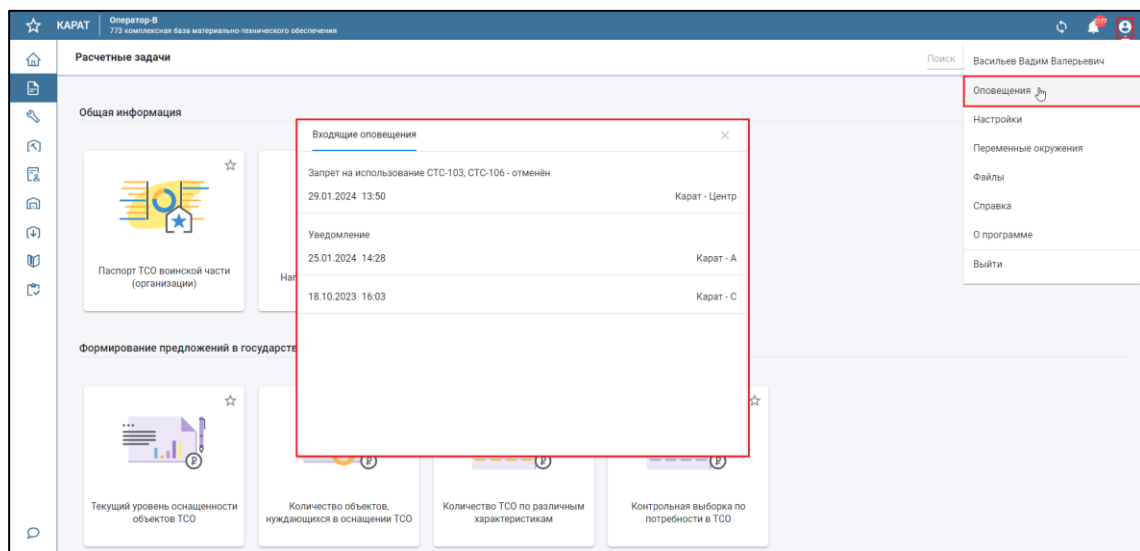 КАРАТ
Оператор-В
773 комплексная база материально-технического обеспечения
Расчетные задачи
Поиск
Васильев Вадим Валерьевич
Оповещения
Настройки
Переменные окружения
Файлы
Справка
О программе
Выйти
Общая информация
Паспорт ТСО воинской части
(организации)
Входящие оповещения
Запрет на использование СТС-103, СТС-106 - отменён
29.01.2024 13:50 Карат - Центр
Уведомление
25.01.2024 14:28 Карат - А
18.10.2023 16:03 Карат - С
Формирование предложений в государств
Текущий уровень оснащенности
объектов ТСО
Количество объектов,
нуждающихся в оснащении ТСО
Количество ТСО по различным
характеристикам
Контрольная выборка по
потребности в ТСО